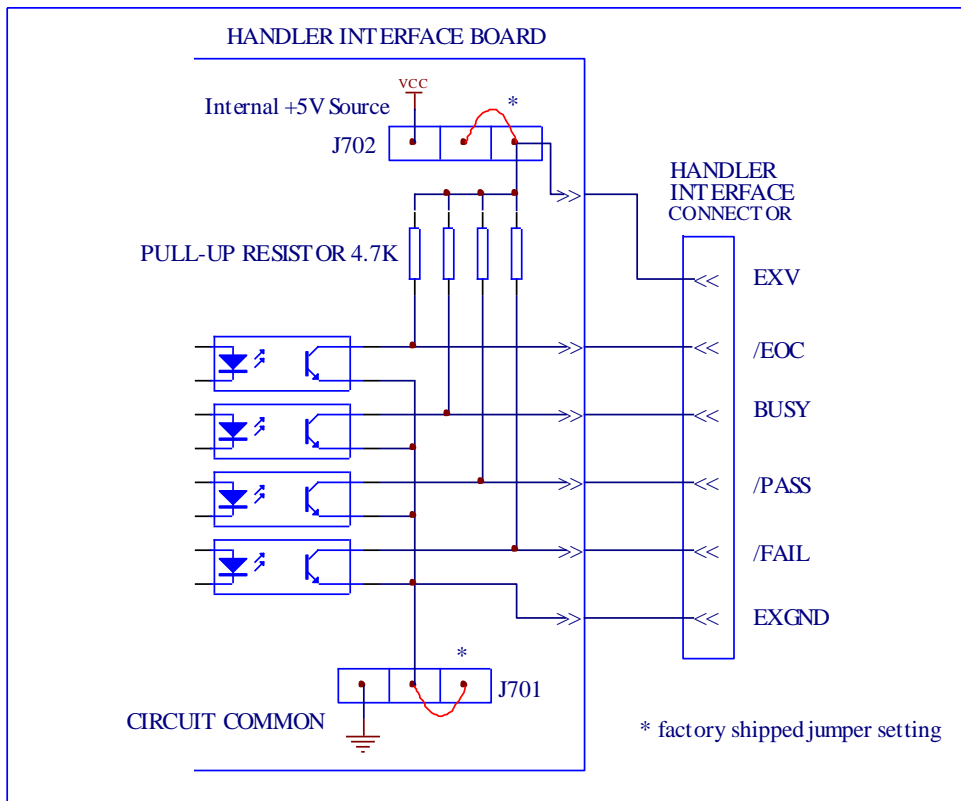 HANDLER INTERFACE BOARD
VCC
Internal +5V Source
*
J702
HANDLER
INTERFACE
CONNECTOR
PULL-UP RESISTOR 4.7K
EXV
/EOC
BUSY
/PASS
/FAIL
EXGND
*
J701
CIRCUIT COMMON
* factory shipped jumper setting